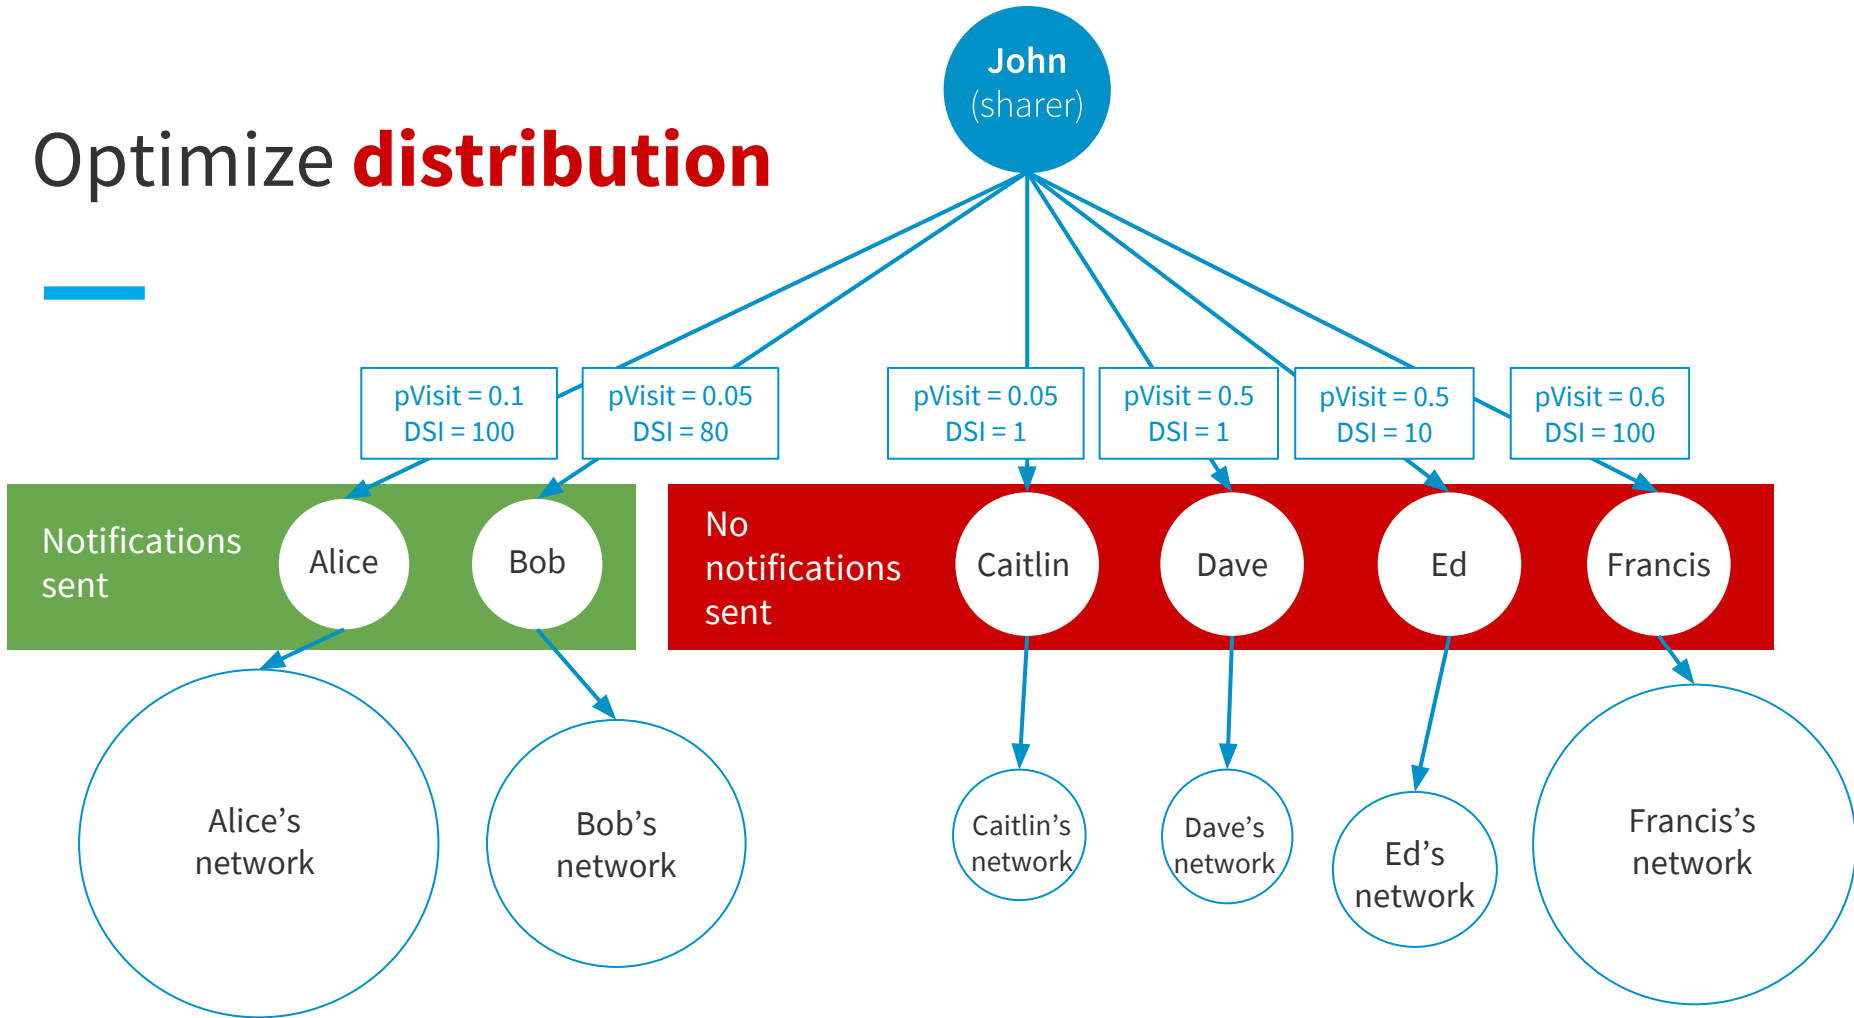 John
(sharer)
Optimize distribution
pVisit = 0.1
DSI = 100
pVisit = 0.05
DSI = 80
pVisit = 0.05
DSI = 1
pVisit = 0.5
DSI = 1
pVisit = 0.5
DSI = 10
pVisit = 0.6
DSI = 100
Notifications
sent
Alice
Bob
No
notifications
sent
Caitlin
Dave
Ed
Francis
Alice’s
network
Bob’s
network
Caitlin’s
network
Dave’s
network
Ed’s
network
Francis’s
network